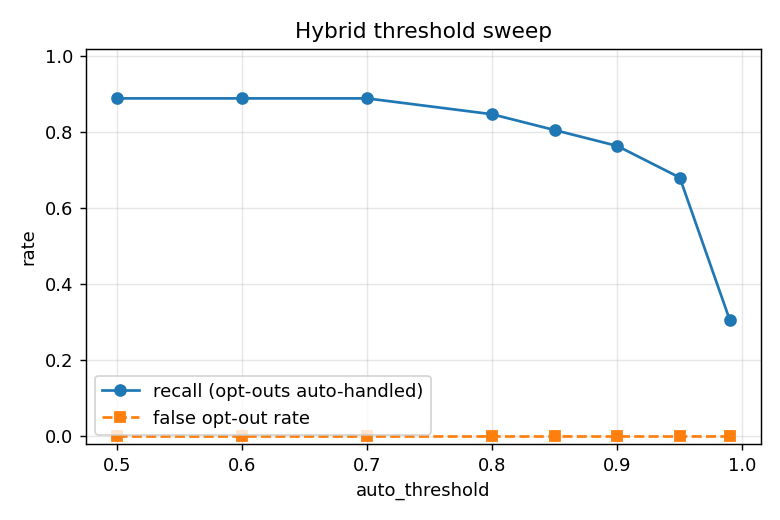 Hybrid threshold sweep
1.0
0.8
0.6
0.4
0.2
0.0
rate
recall (opt-outs auto-handled)
false opt-out rate
0.5 0.6 0.7 0.8 0.9 1.0
auto_threshold